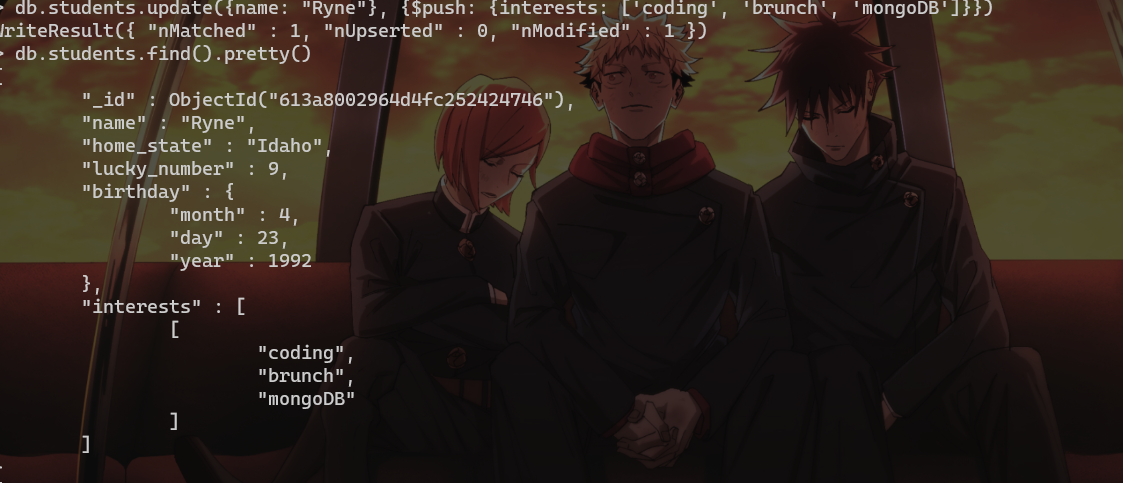 > db.students.update({name: "Ryne"}, {$push: {interests: ['coding', 'brunch', 'mongoDB']}})
WriteResult({ "nMatched" : 1, "nUpserted" : 0, "nModified" : 1 })
> db.students.find().pretty()
{
"_id" : ObjectId("613a8002964d4fc252424746"),
"name" : "Ryne",
"home_state" : "Idaho",
"lucky_number" : 9,
"birthday" : {
"month" : 4,
"day" : 23,
"year" : 1992
},
"interests" : [
[
"coding",
"brunch",
"mongoDB"
]
]